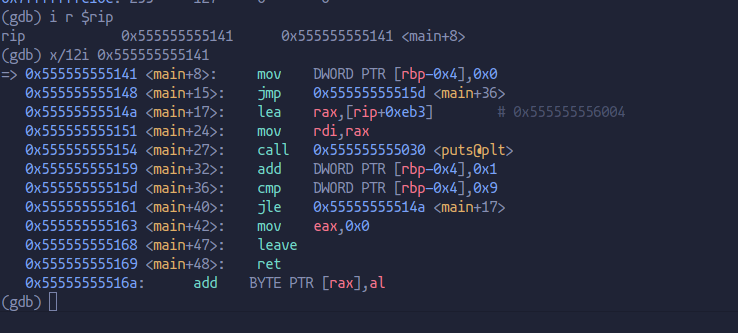 (gdb) i r $rip
rip            0x555555555141      0x555555555141 <main+8>
(gdb) x/12i 0x555555555141
=> 0x555555555141 <main+8>:    mov    DWORD PTR [rbp-0x4],0x0
   0x555555555148 <main+15>:   jmp    0x55555555515d <main+36>
   0x55555555514a <main+17>:   lea    rax,[rip+0xeb3]        # 0x555555556004
   0x555555555151 <main+24>:   mov    rdi,rax
   0x555555555154 <main+27>:   call   0x555555555030 <puts@plt>
   0x555555555159 <main+32>:   add    DWORD PTR [rbp-0x4],0x1
   0x55555555515d <main+36>:   cmp    DWORD PTR [rbp-0x4],0x9
   0x555555555161 <main+40>:   jle    0x55555555514a <main+17>
   0x555555555163 <main+42>:   mov    eax,0x0
   0x555555555168 <main+47>:   leave
   0x555555555169 <main+48>:   ret
   0x55555555516a:      add    BYTE PTR [rax],al
(gdb)